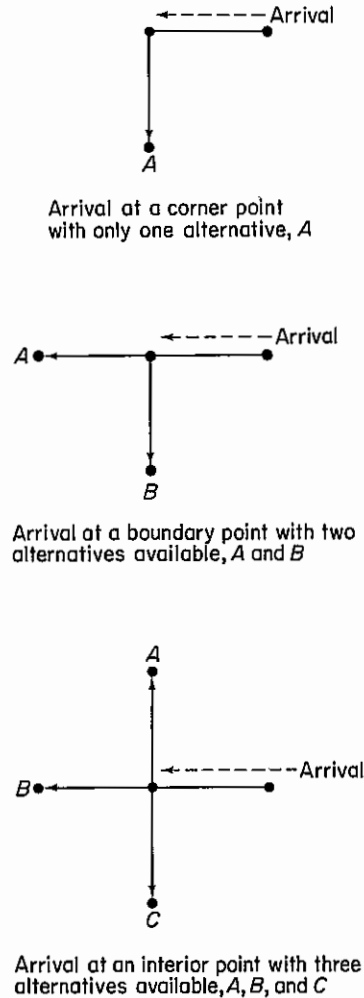 Arrival
A
Arrival at a corner point
with only one alternative, A
Arrival
A
B
Arrival at a boundary point with two
alternatives available, A and B
A
Arrival
B
C
Arrival at an interior point with three
alternatives available, A, B, and C